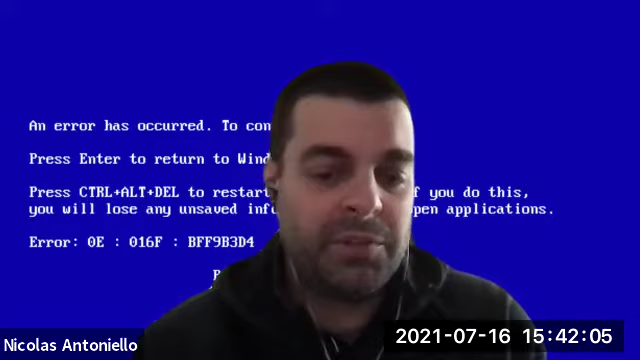 An error has occurred. To con
Press Enter to return to Wind
Press CTRL+ALT+DEL to restart f you do this,
you will lose any unsaved info pen applications.
Error: 0E : 016F : BFF9B3D4
Nicolas Antoniello
2021-07-16 15:42:05